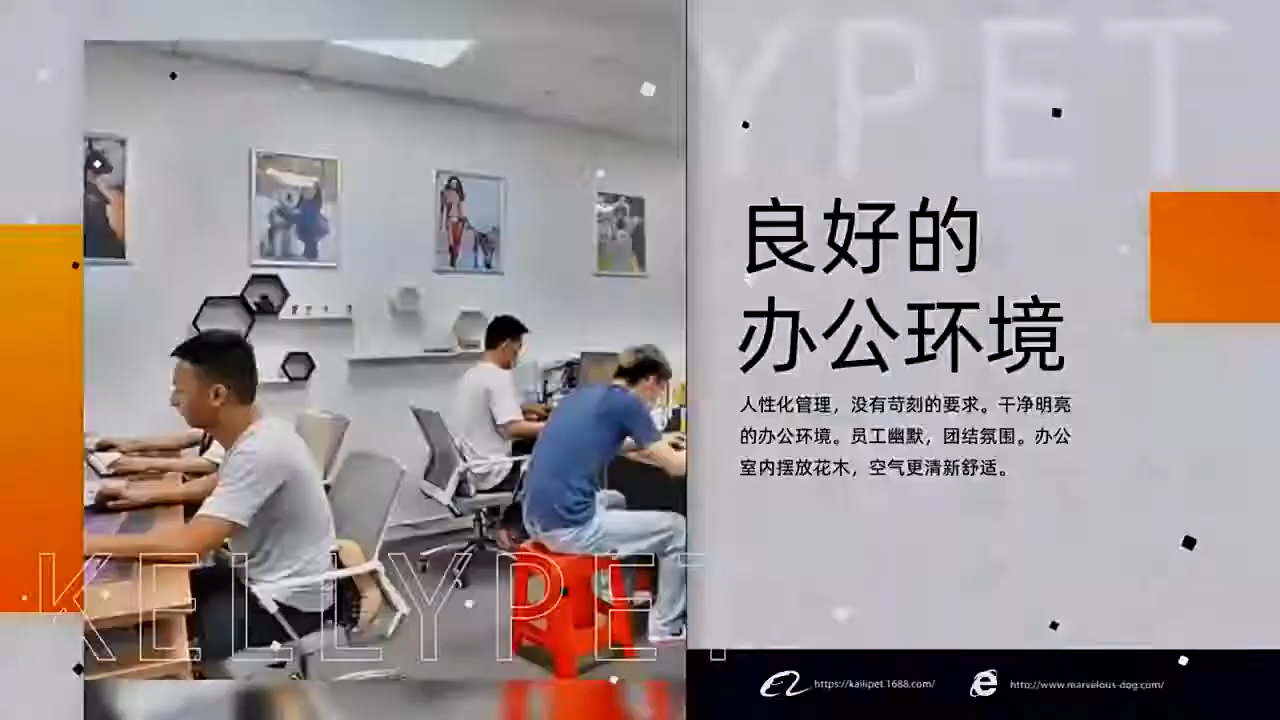 YPET
良好的
办公环境
人性化管理，没有苛刻的要求。干净明亮
的办公环境。员工幽默，团结氛围。办公
室内摆放花木，空气更清新舒适。
KELLYPET
https://kailipet.1688.com/
http://www.marvelous-dog.com/